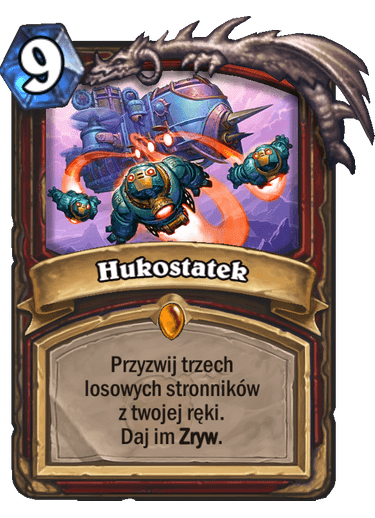 9
Hukostatek
Przyzwij trzech
losowych stronników
z twojej ręki.
Daj im Zryw.